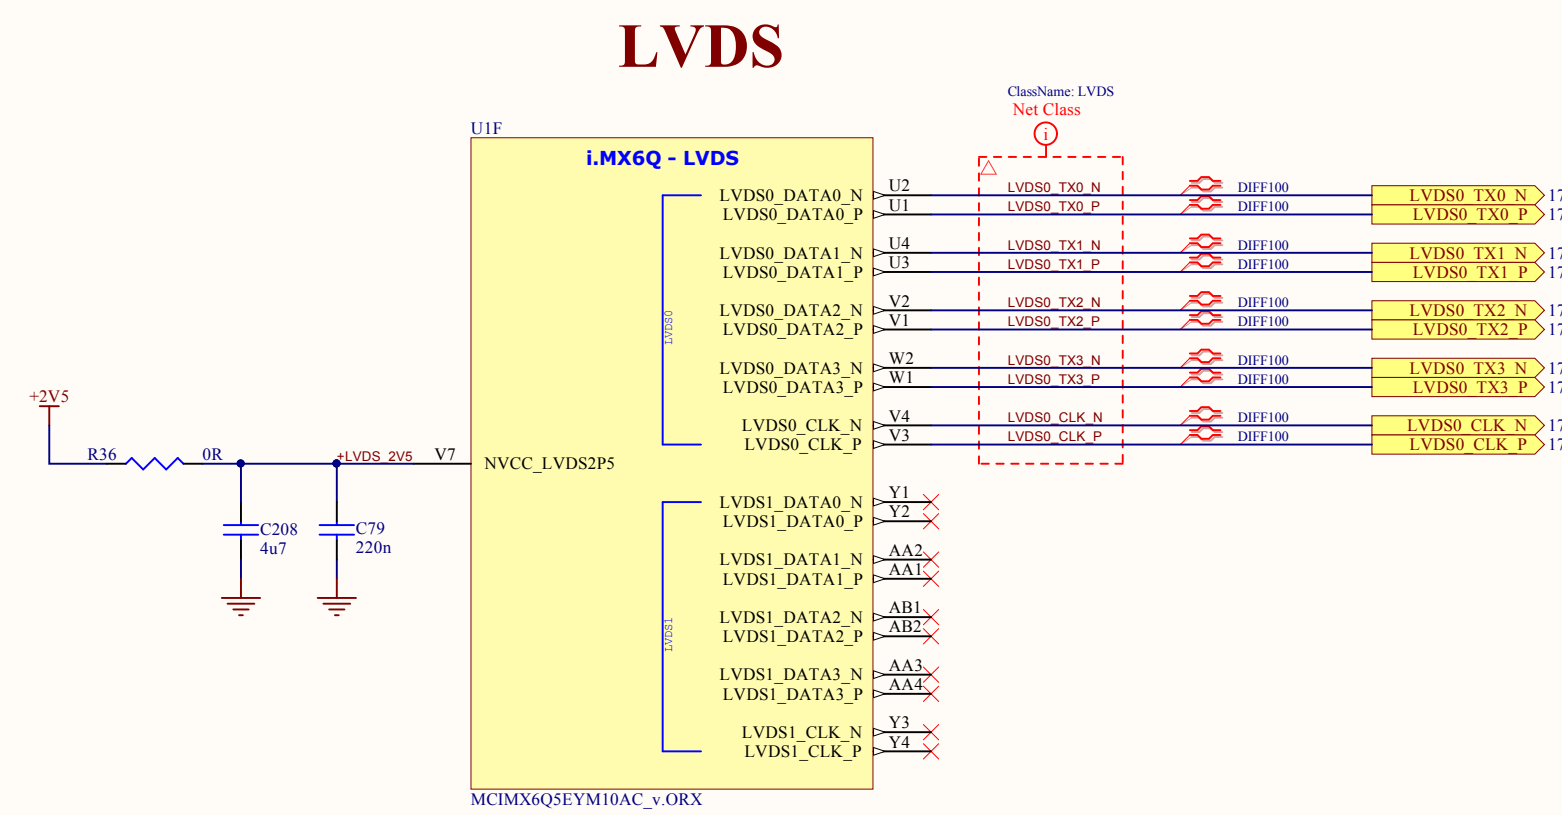 LVDS
ClassName: LVDS
Net Class
i
U1F
i.MX6Q - LVDS
LVDS0_DATA0_N U2 LVDS0_TX0_N DIFF100 LVDS0_TX0_N 17
LVDS0_DATA0_P U1 LVDS0_TX0_P DIFF100 LVDS0_TX0_P 17
LVDS0_DATA1_N U4 LVDS0_TX1_N DIFF100 LVDS0_TX1_N 17
LVDS0_DATA1_P U3 LVDS0_TX1_P DIFF100 LVDS0_TX1_P 17
LVDS0_DATA2_N V2 LVDS0_TX2_N DIFF100 LVDS0_TX2_N 17
LVDS0_DATA2_P V1 LVDS0_TX2_P DIFF100 LVDS0_TX2_P 17
LVDS0
LVDS0_DATA3_N W2 LVDS0_TX3_N DIFF100 LVDS0_TX3_N 17
LVDS0_DATA3_P W1 LVDS0_TX3_P DIFF100 LVDS0_TX3_P 17
LVDS0_CLK_N V4 LVDS0_CLK_N DIFF100 LVDS0_CLK_N 17
LVDS0_CLK_P V3 LVDS0_CLK_P DIFF100 LVDS0_CLK_P 17
+2V5
R36 0R +LVDS_2V5 V7 NVCC_LVDS2P5
C208
4u7
C79
220n
LVDS1_DATA0_N Y1
LVDS1_DATA0_P Y2
LVDS1_DATA1_N AA2
LVDS1_DATA1_P AA1
LVDS1_DATA2_N AB1
LVDS1_DATA2_P AB2
LVDS1
LVDS1_DATA3_N AA3
LVDS1_DATA3_P AA4
LVDS1_CLK_N Y3
LVDS1_CLK_P Y4
MCIMX6Q5EYM10AC_v.ORX